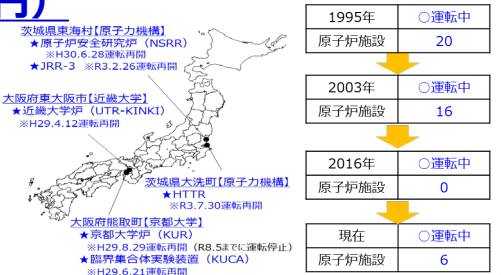 円）
茨城県東海村【原子力機構】
★原子炉安全研究炉（NSRR）
※H30.6.28運転再開
★JRR-3 ※R3.2.26運転再開
大阪府東大阪市【近畿大学】
★近畿大学炉（UTR-KINKI）
※H29.4.12運転再開
茨城県大洗町【原子力機構】
★HTTR
※R3.7.30運転再開
大阪府熊取町【京都大学】
★京都大学炉（KUR）
※H29.8.29運転再開（R8.5までに運転停止）
★臨界集合体実験装置（KUCA）
※H29.6.21運転再開
1995年 ○運転中
原子炉施設 20
2003年 ○運転中
原子炉施設 16
2016年 ○運転中
原子炉施設 0
現在 ○運転中
原子炉施設 6